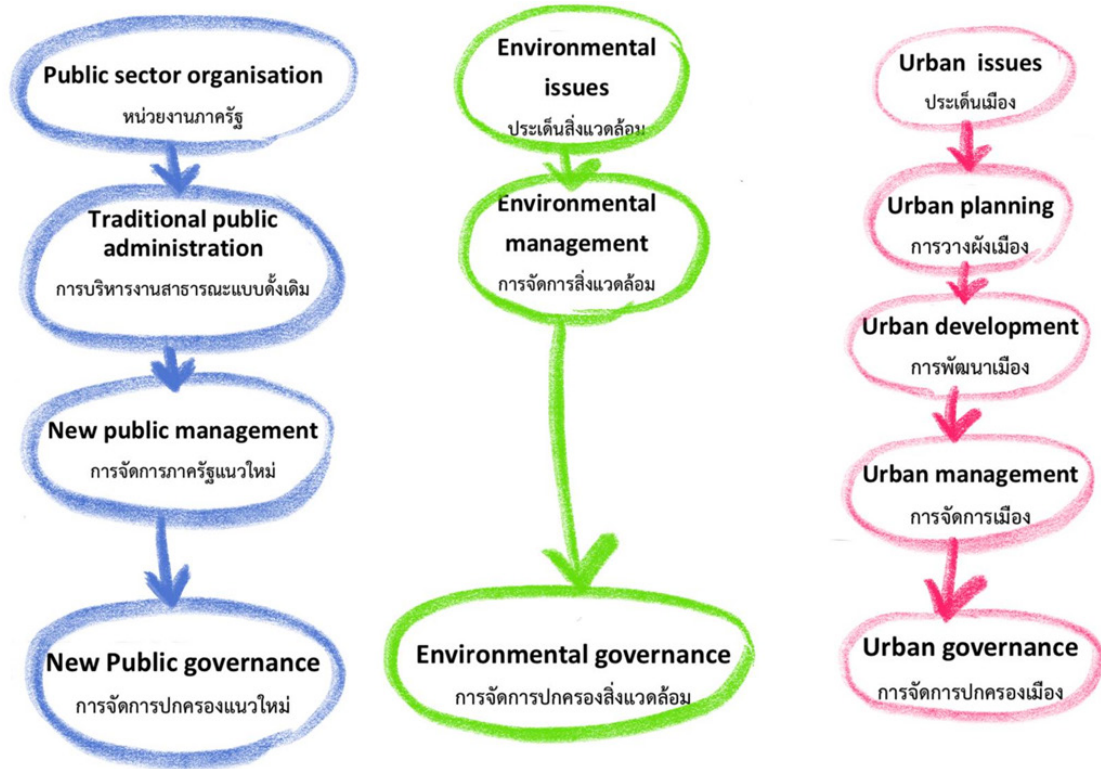 Public sector organisation
หน่วยงานภาครัฐ
Traditional public
administration
การบริหารงานสาธารณะแบบดั้งเดิม
New public management
การจัดการภาครัฐแนวใหม่
New Public governance
การจัดการปกครองแนวใหม่
Environmental
issues
ประเด็นสิ่งแวดล้อม
Environmental
management
การจัดการสิ่งแวดล้อม
Environmental governance
การจัดการปกครองสิ่งแวดล้อม
Urban issues
ประเด็นเมือง
Urban planning
การวางผังเมือง
Urban development
การพัฒนาเมือง
Urban management
การจัดการเมือง
Urban governance
การจัดการปกครองเมือง